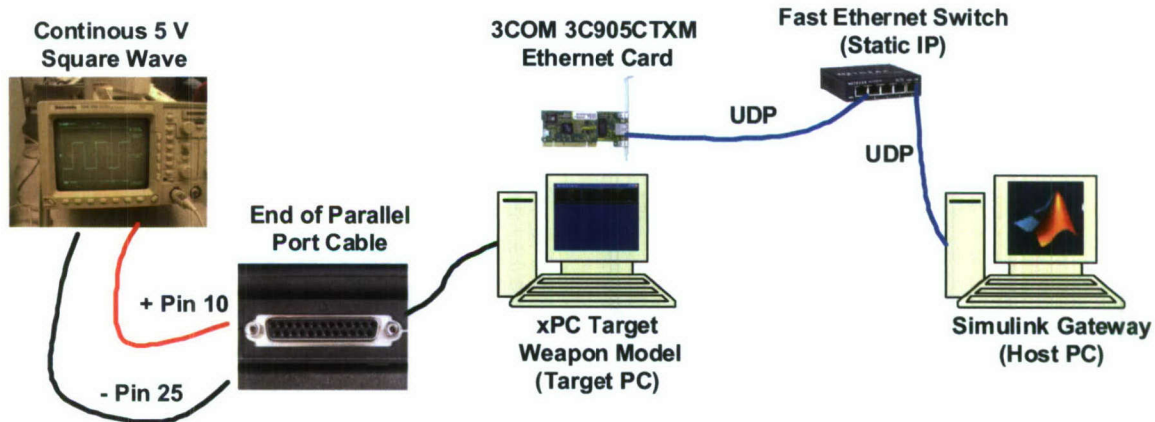 Continous 5 V
Square Wave
3COM 3C905CTXM
Ethernet Card
Fast Ethernet Switch
(Static IP)
UDP
UDP
End of Parallel
Port Cable
+ Pin 10
- Pin 25
xPC Target
Weapon Model
(Target PC)
Simulink Gateway
(Host PC)